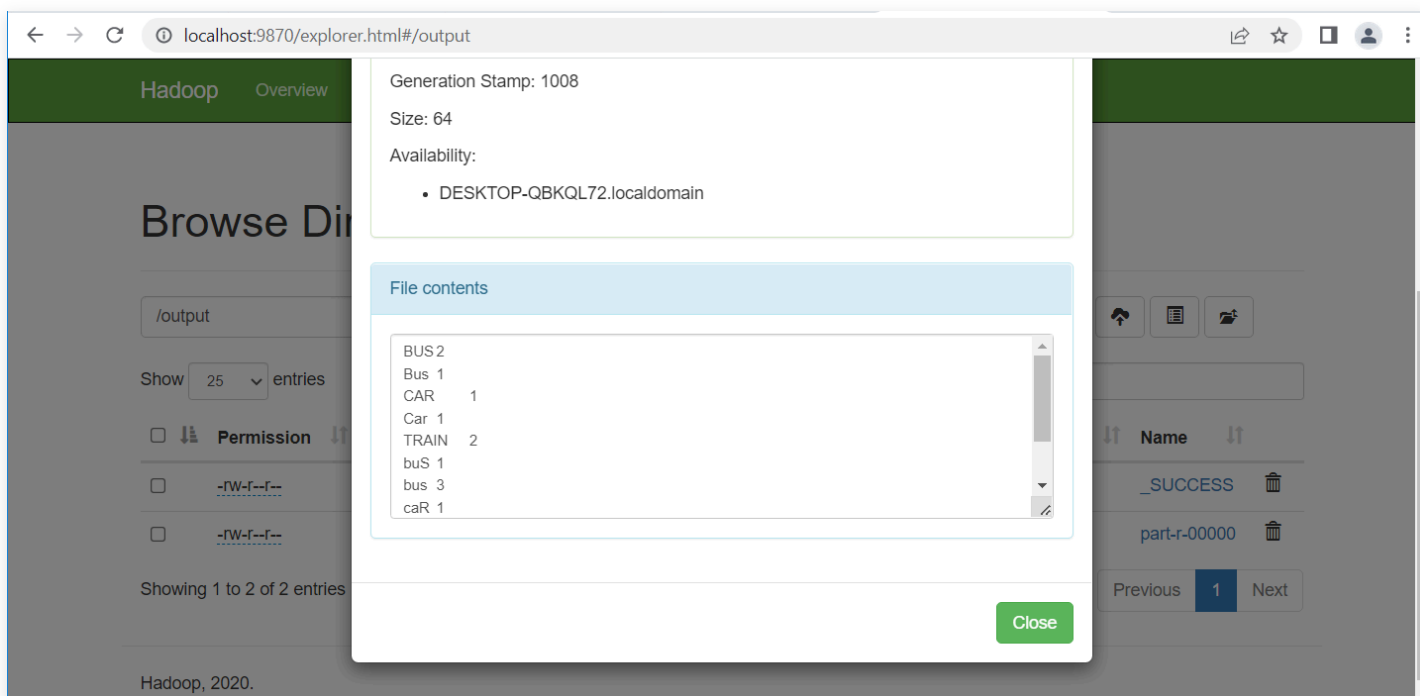 localhost:9870/explorer.html#/output
Hadoop Overview
Generation Stamp: 1008
Size: 64
Availability:
• DESKTOP-QBKQL72.localdomain
Browse Dir
File contents
/output
BUS 2
Bus 1
CAR 1
Car 1
TRAIN 2
buS 1
bus 3
caR 1
Show 25 entries
Permission Name
-rw-r--r-- _SUCCESS
-rw-r--r-- part-r-00000
Showing 1 to 2 of 2 entries Previous 1 Next
Close
Hadoop, 2020.